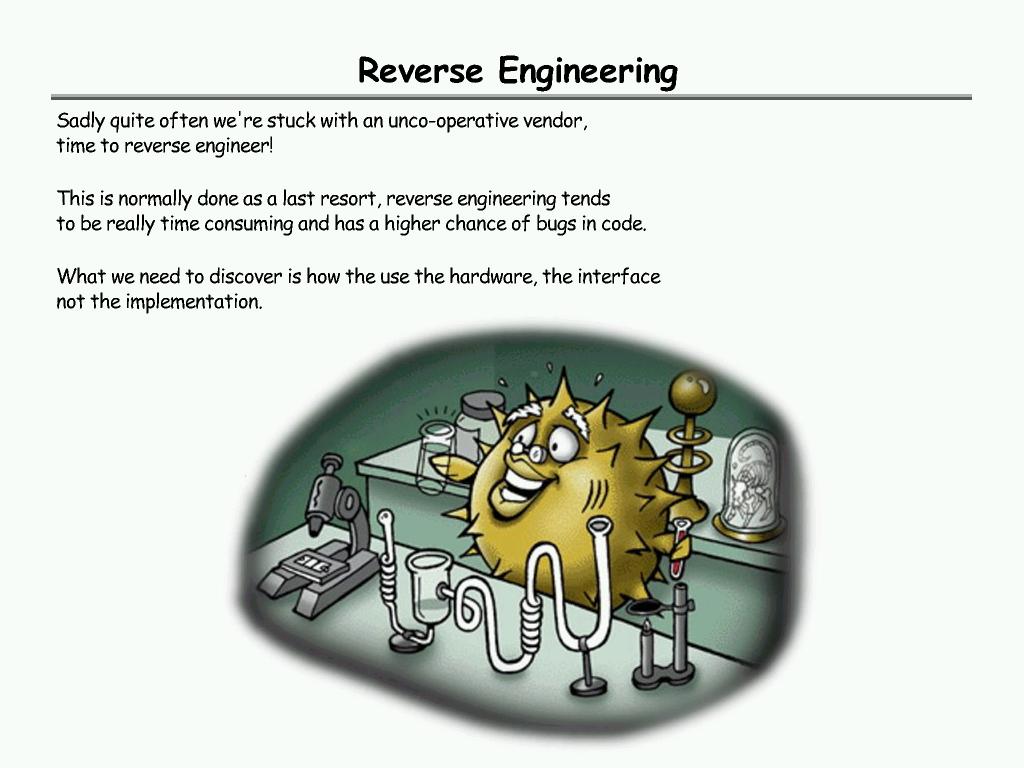 Reverse Engineering
Sadly quite often we're stuck with an unco-operative vendor,
time to reverse engineer!
This is normally done as a last resort, reverse engineering tends
to be really time consuming and has a higher chance of bugs in code.
What we need to discover is how the use the hardware, the interface
not the implementation.